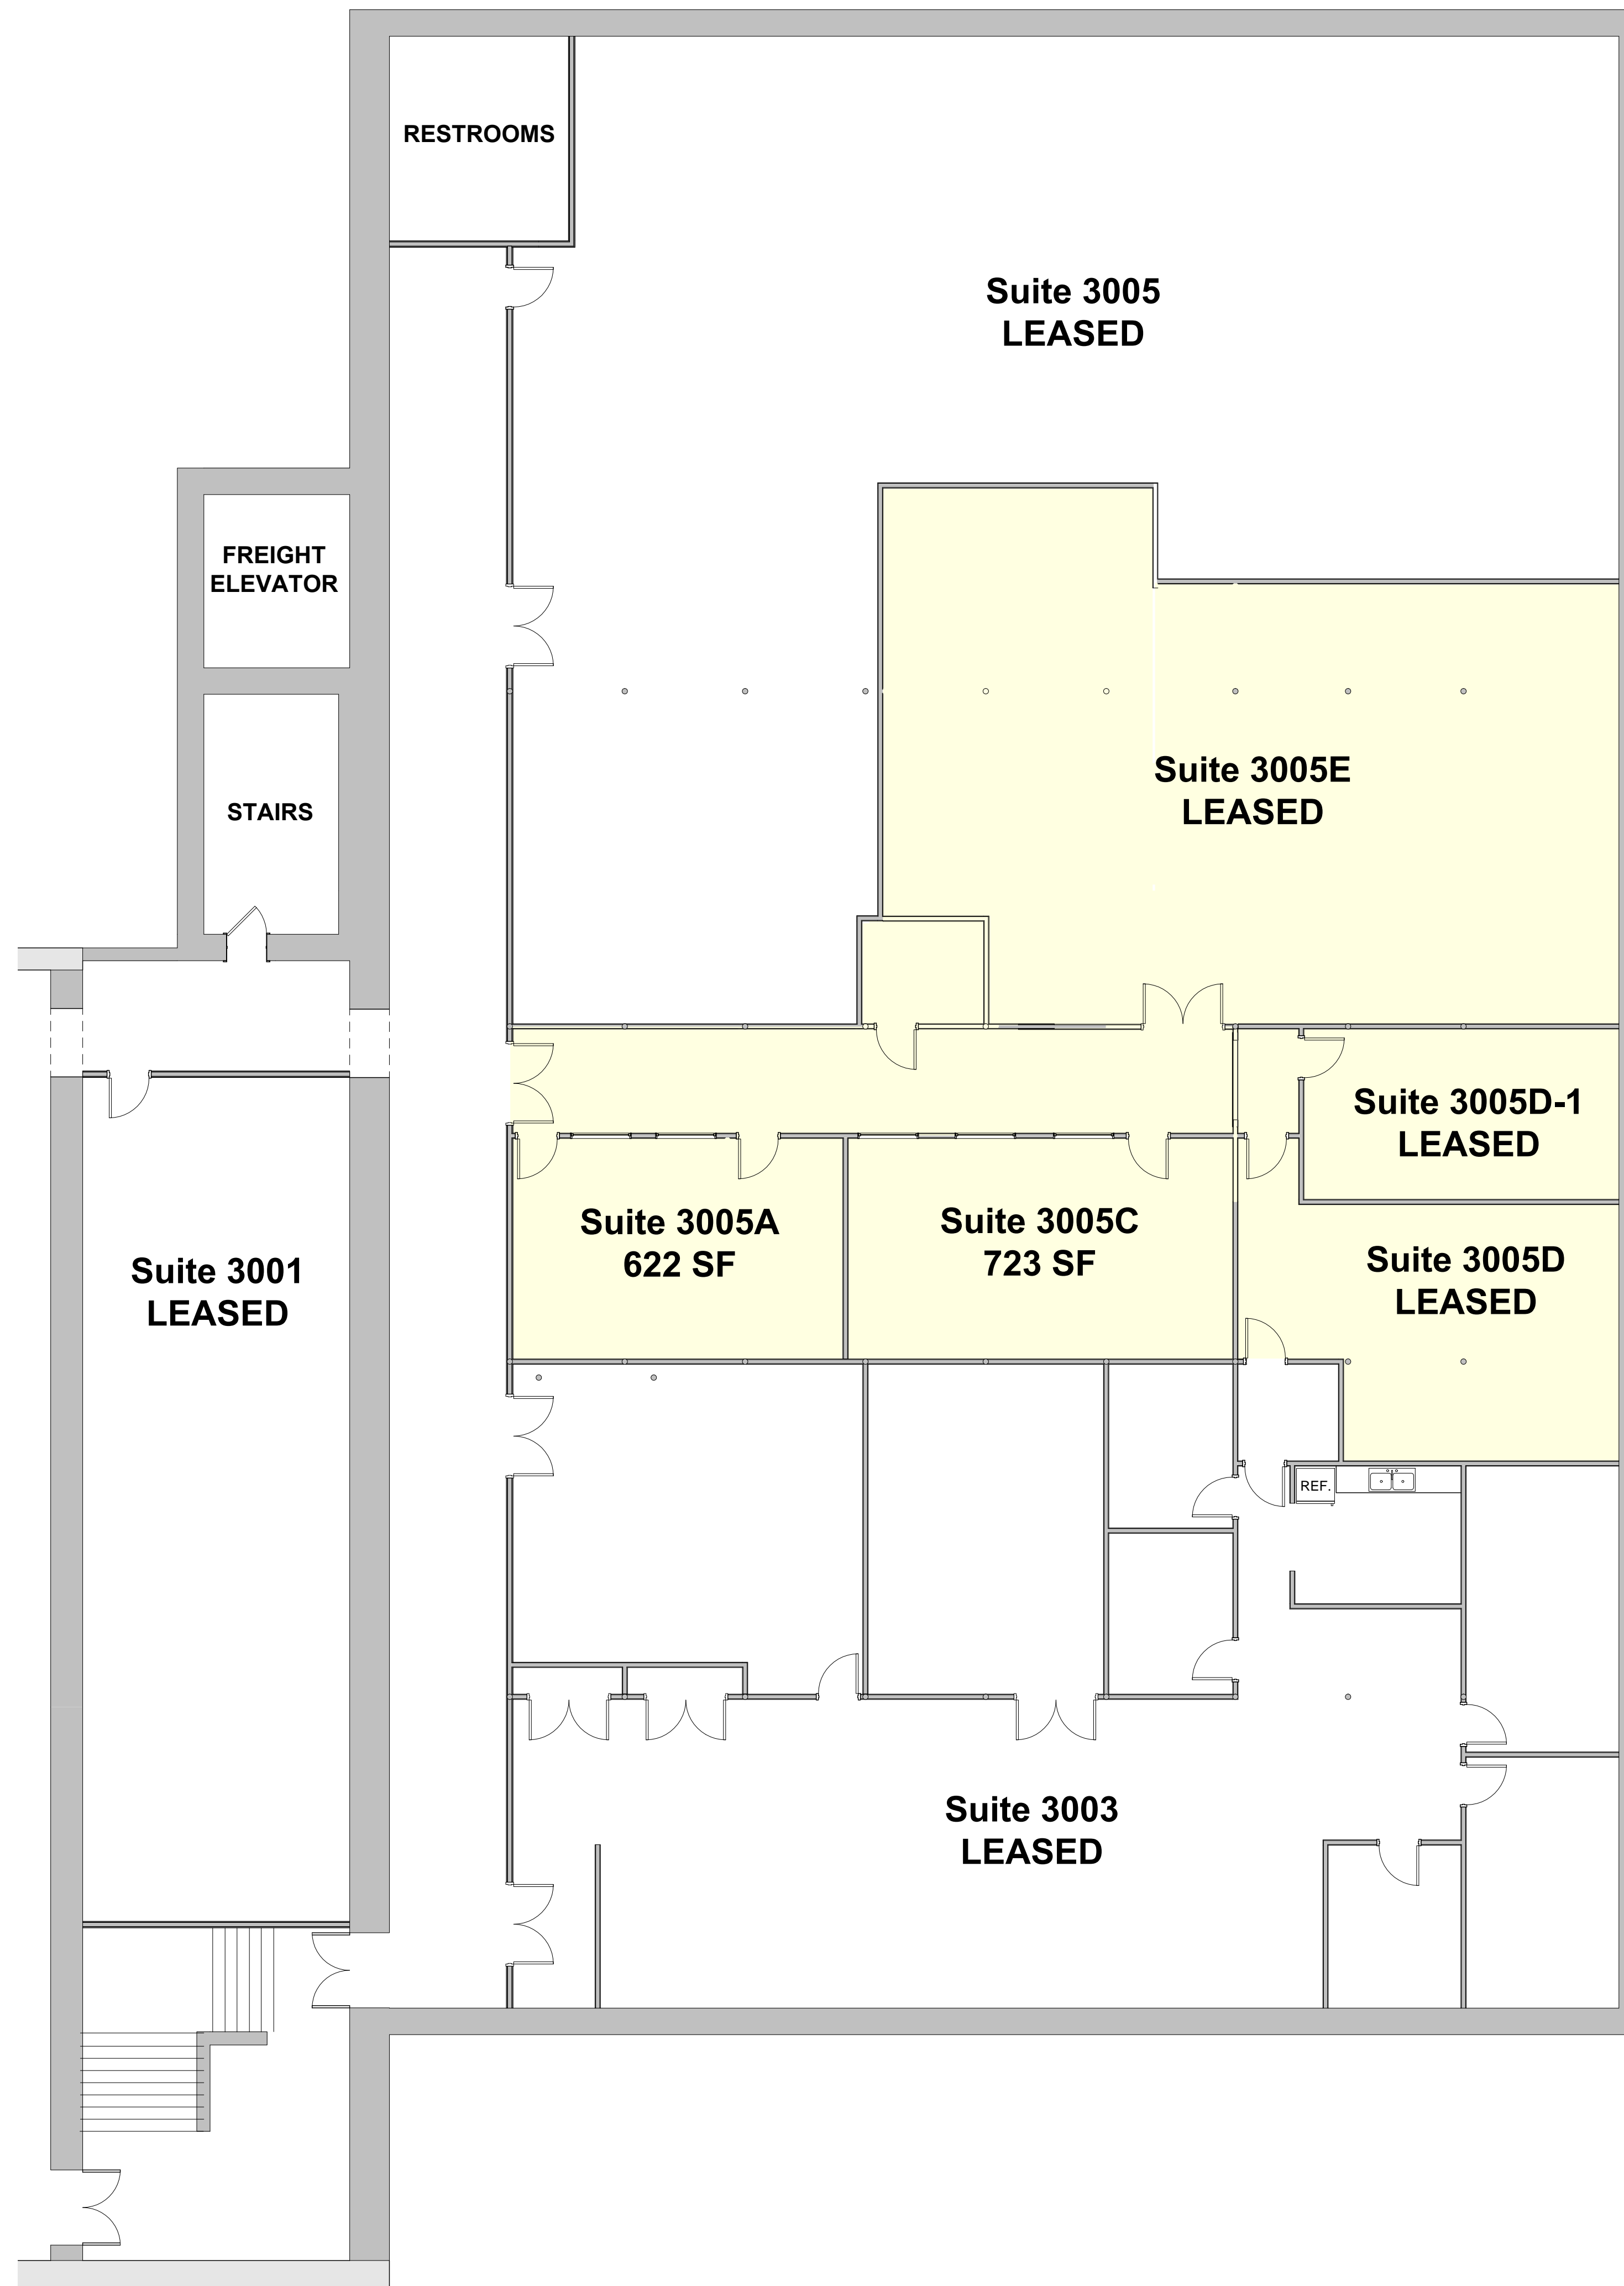 RESTROOMS
Suite 3005
LEASED
FREIGHT
ELEVATOR
STAIRS
Suite 3005E
LEASED
Suite 3005D-1
LEASED
Suite 3005A
622 SF
Suite 3005C
723 SF
Suite 3005D
LEASED
Suite 3001
LEASED
REF.
Suite 3003
LEASED